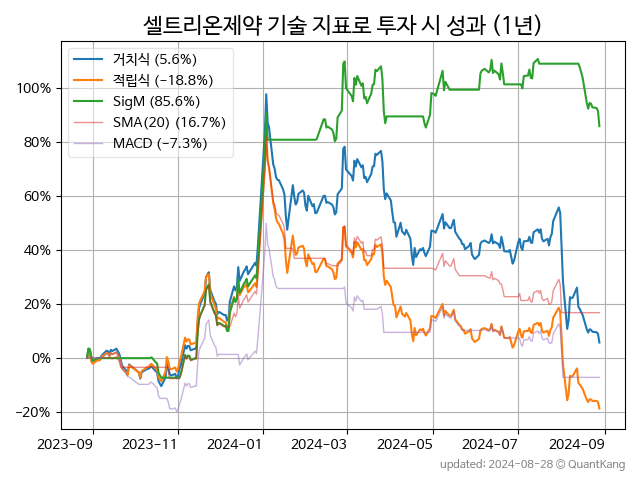 셀트리온제약 기술 지표로 투자 시 성과 (1년)
거치식 (5.6%)
적립식 (−18.8%)
SigM (85.6%)
SMA(20) (16.7%)
MACD (−7.3%)
100%
80%
60%
40%
20%
0%
−20%
2023-09 2023-11 2024-01 2024-03 2024-05 2024-07 2024-09
updated: 2024-08-28 © QuantKang